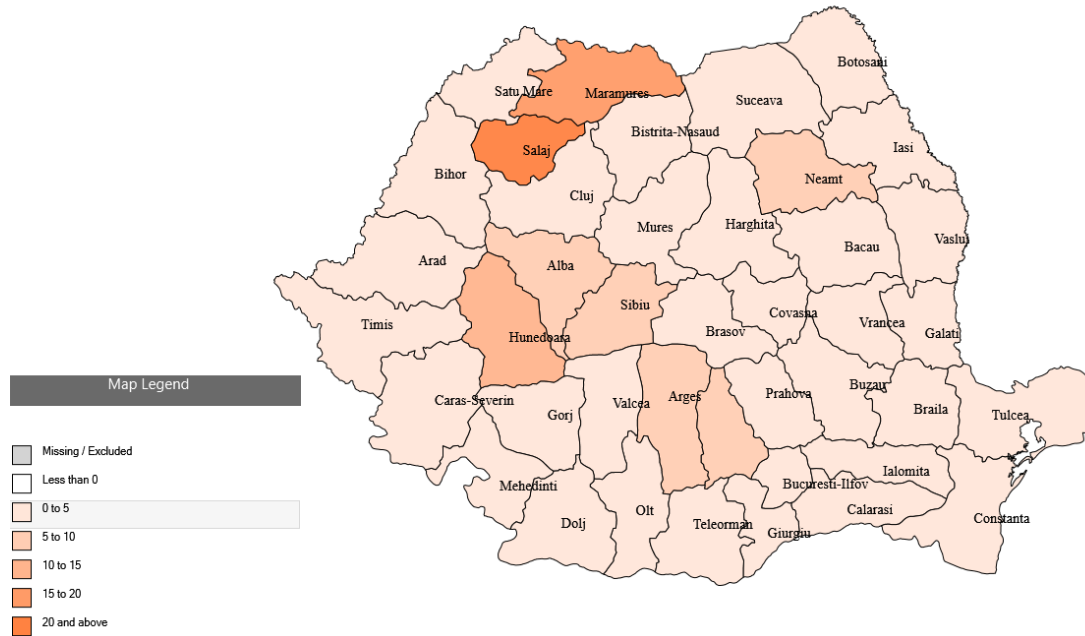 Botosani
Satu Mare
Maramures
Suceava
Bistrita-Nasaud
Salaj
Iasi
Bihor
Neamt
Cluj
Mures
Harghita
Vaslui
Bacau
Arad
Alba
Sibiu
Covasna
Timis
Vrancea
Brasov
Galati
Hunedoara
Map Legend
Buzau
Prahova
Arges
Caras-Severin
Valcea
Braila
Gorj
Tulcea
Missing / Excluded
Ialomita
Less than 0
Bucuresti-Ilfov
Mehedinti
0 to 5
Calarasi
Olt
Constanta
Dolj
Teleorman
Giurgiu
5 to 10
10 to 15
15 to 20
20 and above